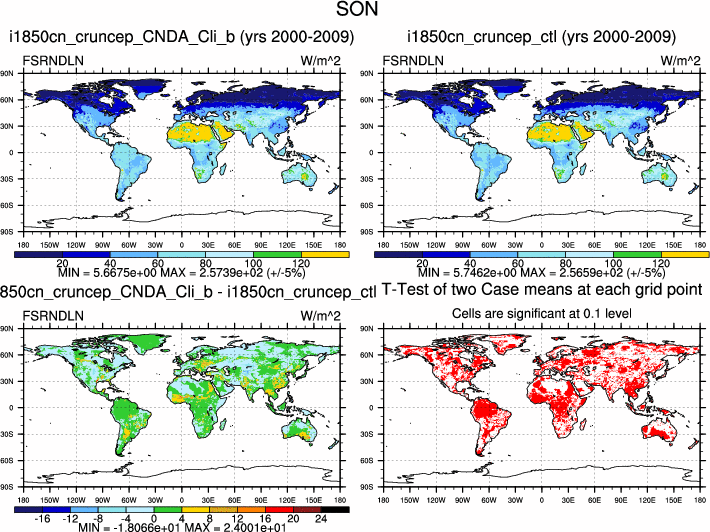 SON
i1850cn_cruncep_CNDA_Cli_b (yrs 2000-2009)
FSRNDLN W/m^2
90N
60N
30N
0
30S
60S
90S
180 150W 120W 90W 60W 30W 0 30E 60E 90E 120E 150E 180
20 40 60 80 100 120
MIN = 5.6675e+00 MAX = 2.5739e+02 (+/-5%)
i1850cn_cruncep_ctl (yrs 2000-2009)
FSRNDLN W/m^2
90N
60N
30N
0
30S
60S
90S
180 150W 120W 90W 60W 30W 0 30E 60E 90E 120E 150E 180
20 40 60 80 100 120
MIN = 5.7462e+00 MAX = 2.5659e+02 (+/-5%)
850cn_cruncep_CNDA_Cli_b - i1850cn_cruncep_ctl
FSRNDLN W/m^2
90N
60N
30N
0
30S
60S
90S
180 150W 120W 90W 60W 30W 0 30E 60E 90E 120E 150E 180
-16 -12 -8 -4 0 4 8 12 16 20 24
MIN = -1.8066e+01 MAX = 2.4001e+01
T-Test of two Case means at each grid point
Cells are significant at 0.1 level
90N
60N
30N
0
30S
60S
90S
180 150W 120W 90W 60W 30W 0 30E 60E 90E 120E 150E 180